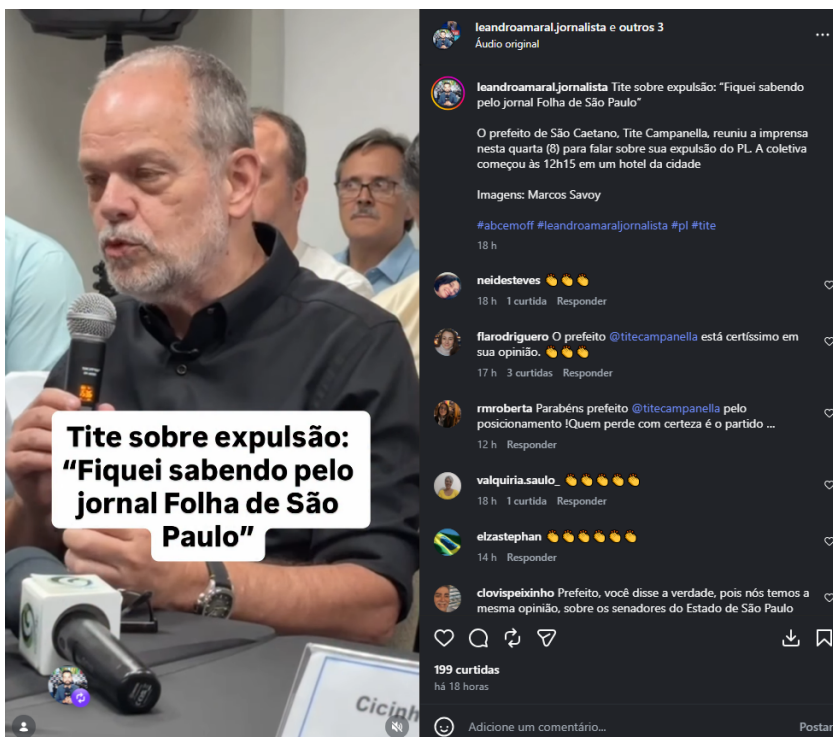 leandroamaral.jornalista e outros 3
Áudio original
leandroamaral.jornalista Tite sobre expulsão: “Fiquei sabendo
pelo jornal Folha de São Paulo”
O prefeito de São Caetano, Tite Campanella, reuniu a imprensa
nesta quarta (8) para falar sobre sua expulsão do PL. A coletiva
começou às 12h15 em um hotel da cidade
Imagens: Marcos Savoy
#abcemoff #leandroamaraljornalista #pl #tite
18 h
neidesteves 👏 👏 👏
18 h 1 curtida Responder
flarodriguero O prefeito @titecampanella está certíssimo em
sua opinião. 👏 👏 👏
17 h 3 curtidas Responder
rmroberta Parabéns prefeito @titecampanella pelo
posicionamento !Quem perde com certeza é o partido ...
12 h Responder
valquiria.saulo_ 👏 👏 👏 👏 👏
18 h 1 curtida Responder
elzastephan 👏 👏 👏 👏 👏 👏
14 h Responder
clovispeixinho Prefeito, você disse a verdade, pois nós temos a
mesma opinião, sobre os senadores do Estado de São Paulo
199 curtidas
há 18 horas
Adicione um comentário...
Postar
Tite sobre expulsão:
“Fiquei sabendo pelo
jornal Folha de São
Paulo”
Cicinh